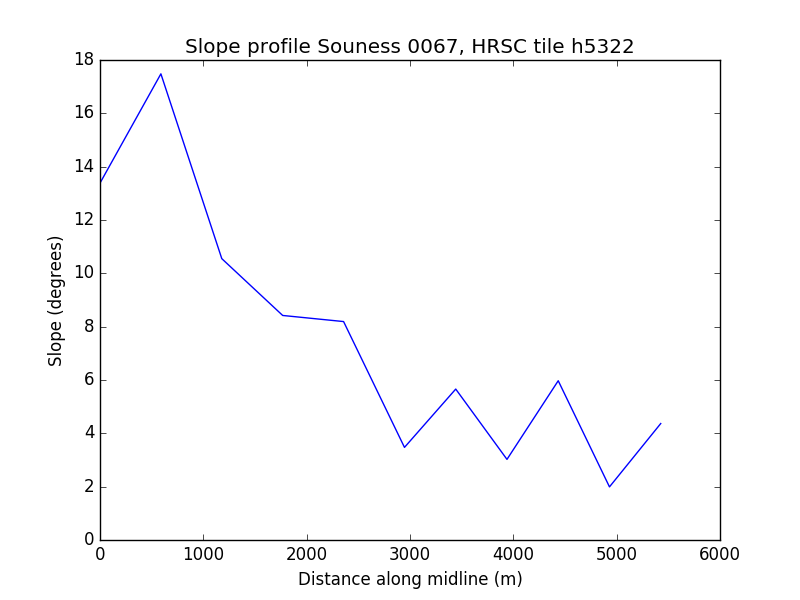 Slope profile Souness 0067, HRSC tile h5322
18
16
14
12
10
8
6
4
2
0
Slope (degrees)
0 1000 2000 3000 4000 5000 6000
Distance along midline (m)